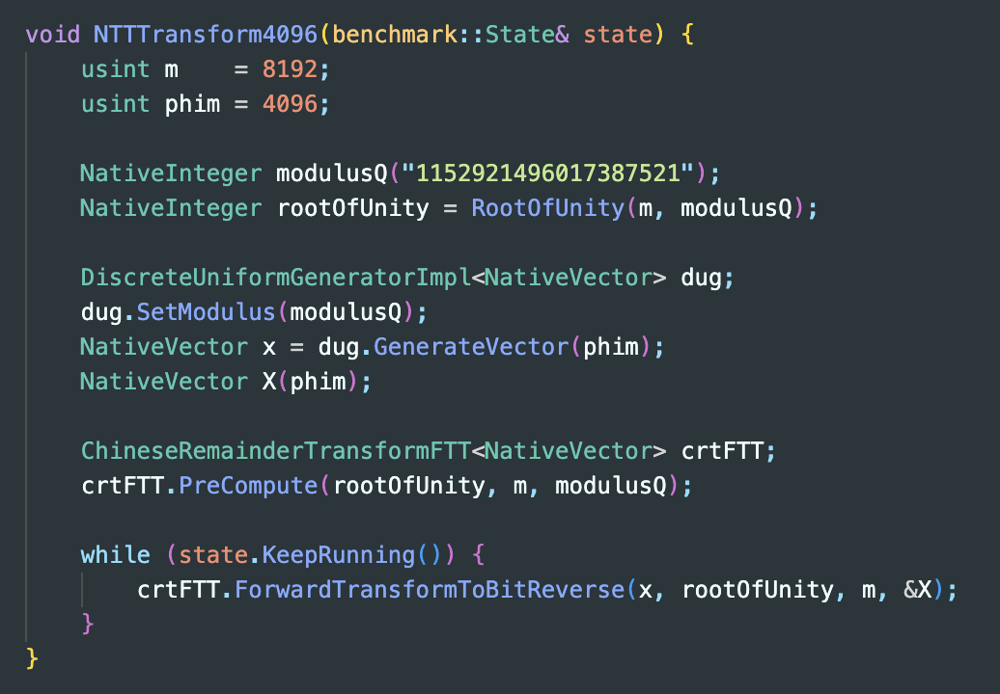 void NTTTransform4096(benchmark::State& state) {
    usint m    = 8192;
    usint phim = 4096;

    NativeInteger modulusQ("1152921496017387521");
    NativeInteger rootOfUnity = RootOfUnity(m, modulusQ);

    DiscreteUniformGeneratorImpl<NativeVector> dug;
    dug.SetModulus(modulusQ);
    NativeVector x = dug.GenerateVector(phim);
    NativeVector X(phim);

    ChineseRemainderTransformFTT<NativeVector> crtFTT;
    crtFTT.PreCompute(rootOfUnity, m, modulusQ);

    while (state.KeepRunning()) {
        crtFTT.ForwardTransformToBitReverse(x, rootOfUnity, m, &X);
    }
}